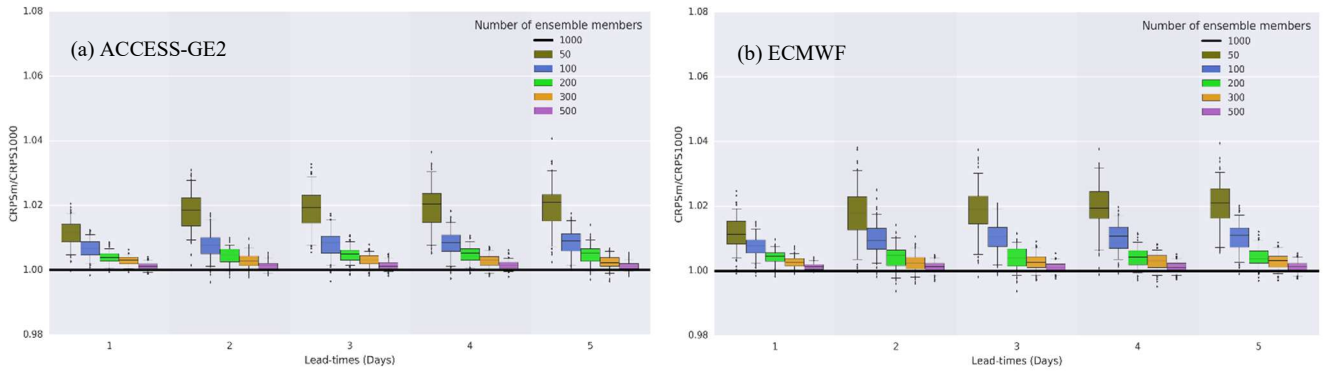 1.08
1.06
1.04
1.02
1.00
0.98
CRPSm/CRPS1000
(a) ACCESS-GE2
Number of ensemble members
1000
50
100
200
300
500
1 2 3 4 5
Lead-times (Days)
1.08
1.06
1.04
1.02
1.00
0.98
CRPSm/CRPS1000
(b) ECMWF
Number of ensemble members
1000
50
100
200
300
500
1 2 3 4 5
Lead-times (Days)